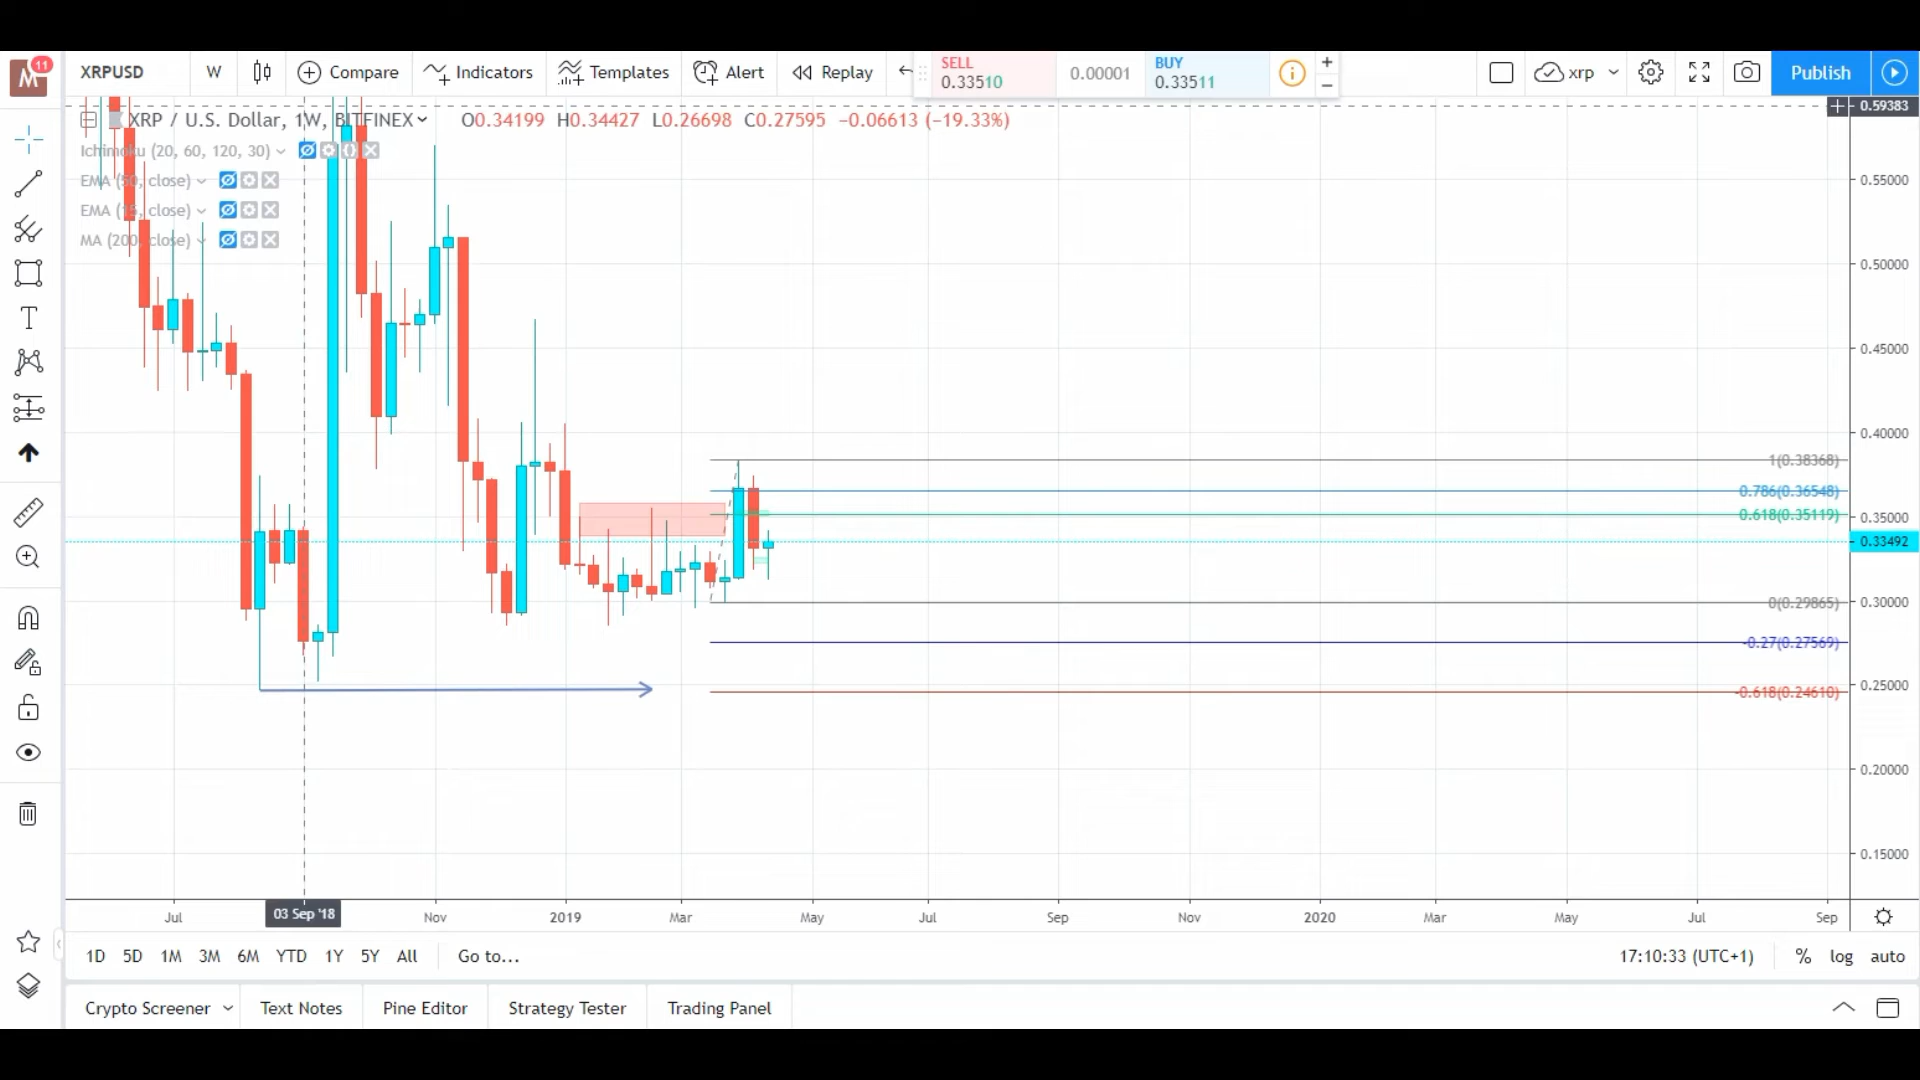 M 11
XRPUSD W Compare Indicators Templates Alert Replay SELL 0.33510 0.00001 BUY 0.33511 + − xrp Publish
0.59383
XRP / U.S. Dollar, 1W, BITFINEX O0.34199 H0.34427 L0.26698 C0.27595 −0.06613 (−19.33%)
Ichimoku (20, 60, 120, 30)
EMA (50, close)
EMA (15, close)
MA (200, close)
0.55000
0.50000
0.45000
0.40000
1(0.38368)
0.786(0.36548)
0.618(0.35119)
0.35000
0.33492
0(0.29865)
0.30000
-0.27(0.27569)
-0.618(0.24610)
0.25000
0.20000
0.15000
Jul 03 Sep '18 Nov 2019 Mar May Jul Sep Nov 2020 Mar May Jul Sep
1D 5D 1M 3M 6M YTD 1Y 5Y All Go to... 17:10:33 (UTC+1) % log auto
Crypto Screener Text Notes Pine Editor Strategy Tester Trading Panel